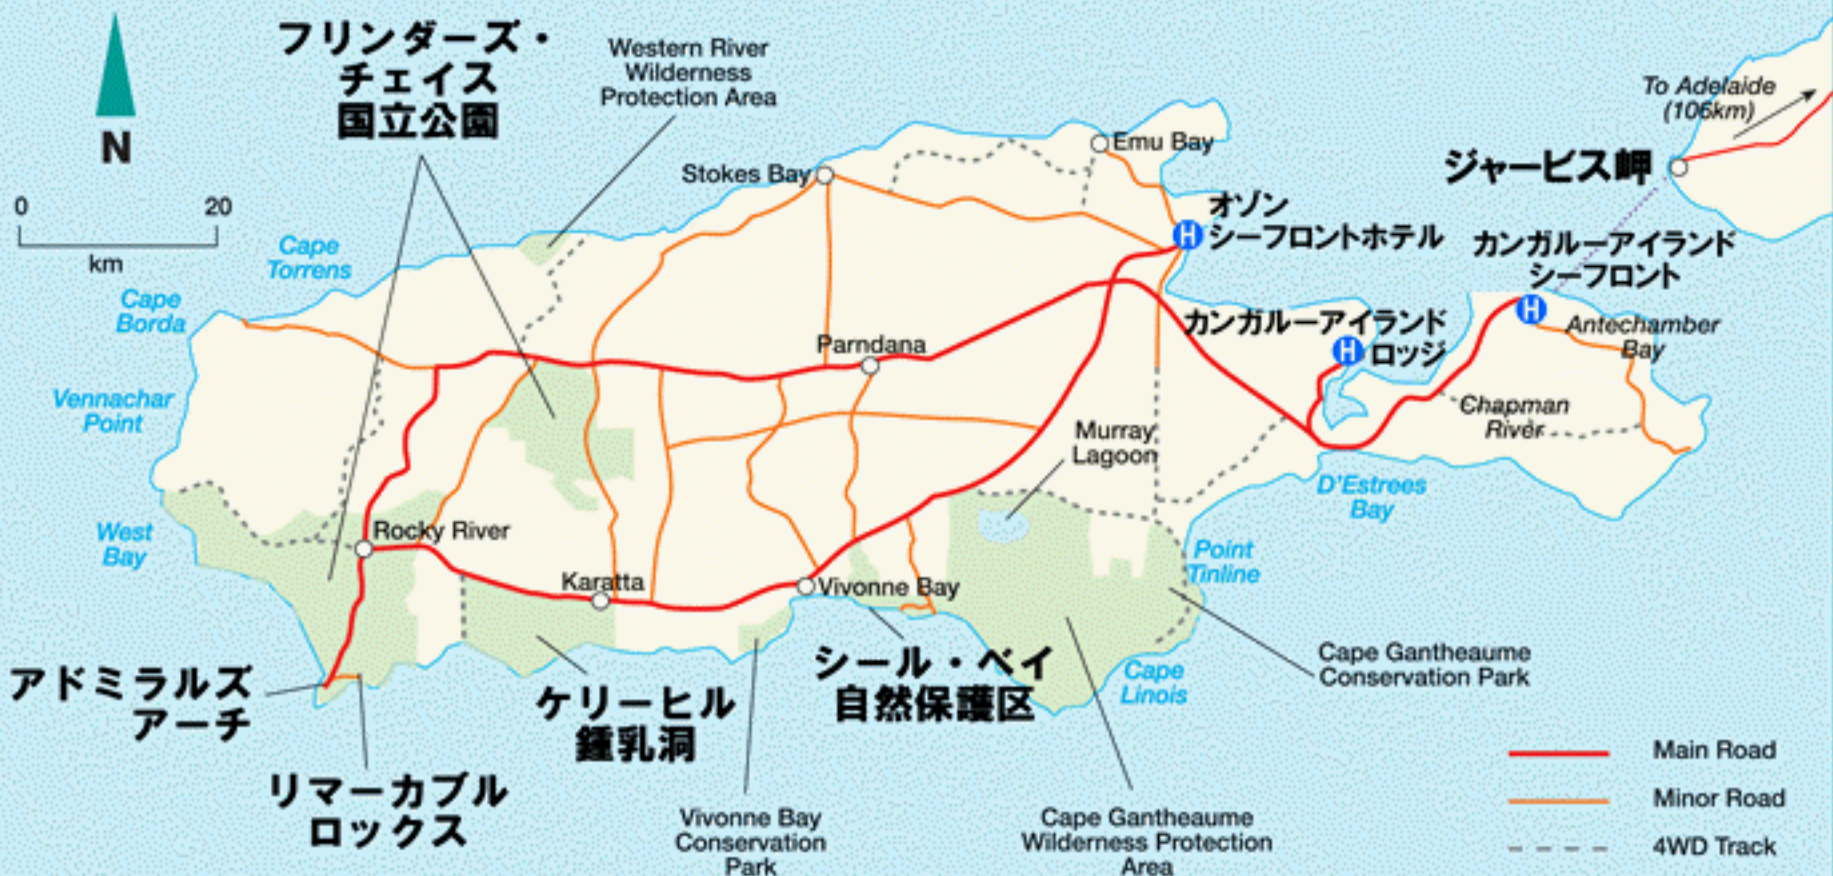 フリンダーズ・
チェイス
国立公園
Western River
Wilderness
Protection Area
N
0 20
km
Cape
Torrens
Cape
Borda
Vennachar
Point
West
Bay
Stokes Bay
Emu Bay
オゾン
シーフロントホテル
H
To Adelaide
(106km)
ジャービス岬
カンガルーアイランド
シーフロント
H
カンガルーアイランド
ロッジ
H
Antechamber
Bay
Parndana
Chapman
River
Murray
Lagoon
D'Estrees
Bay
Rocky River
Karatta
Vivonne Bay
Point
Tinline
Cape
Linois
Cape Gantheaume
Conservation Park
アドミラルズ
アーチ
リマーカブル
ロックス
ケリーヒル
鍾乳洞
シール・ベイ
自然保護区
Vivonne Bay
Conservation
Park
Cape Gantheaume
Wilderness Protection
Area
Main Road
Minor Road
4WD Track